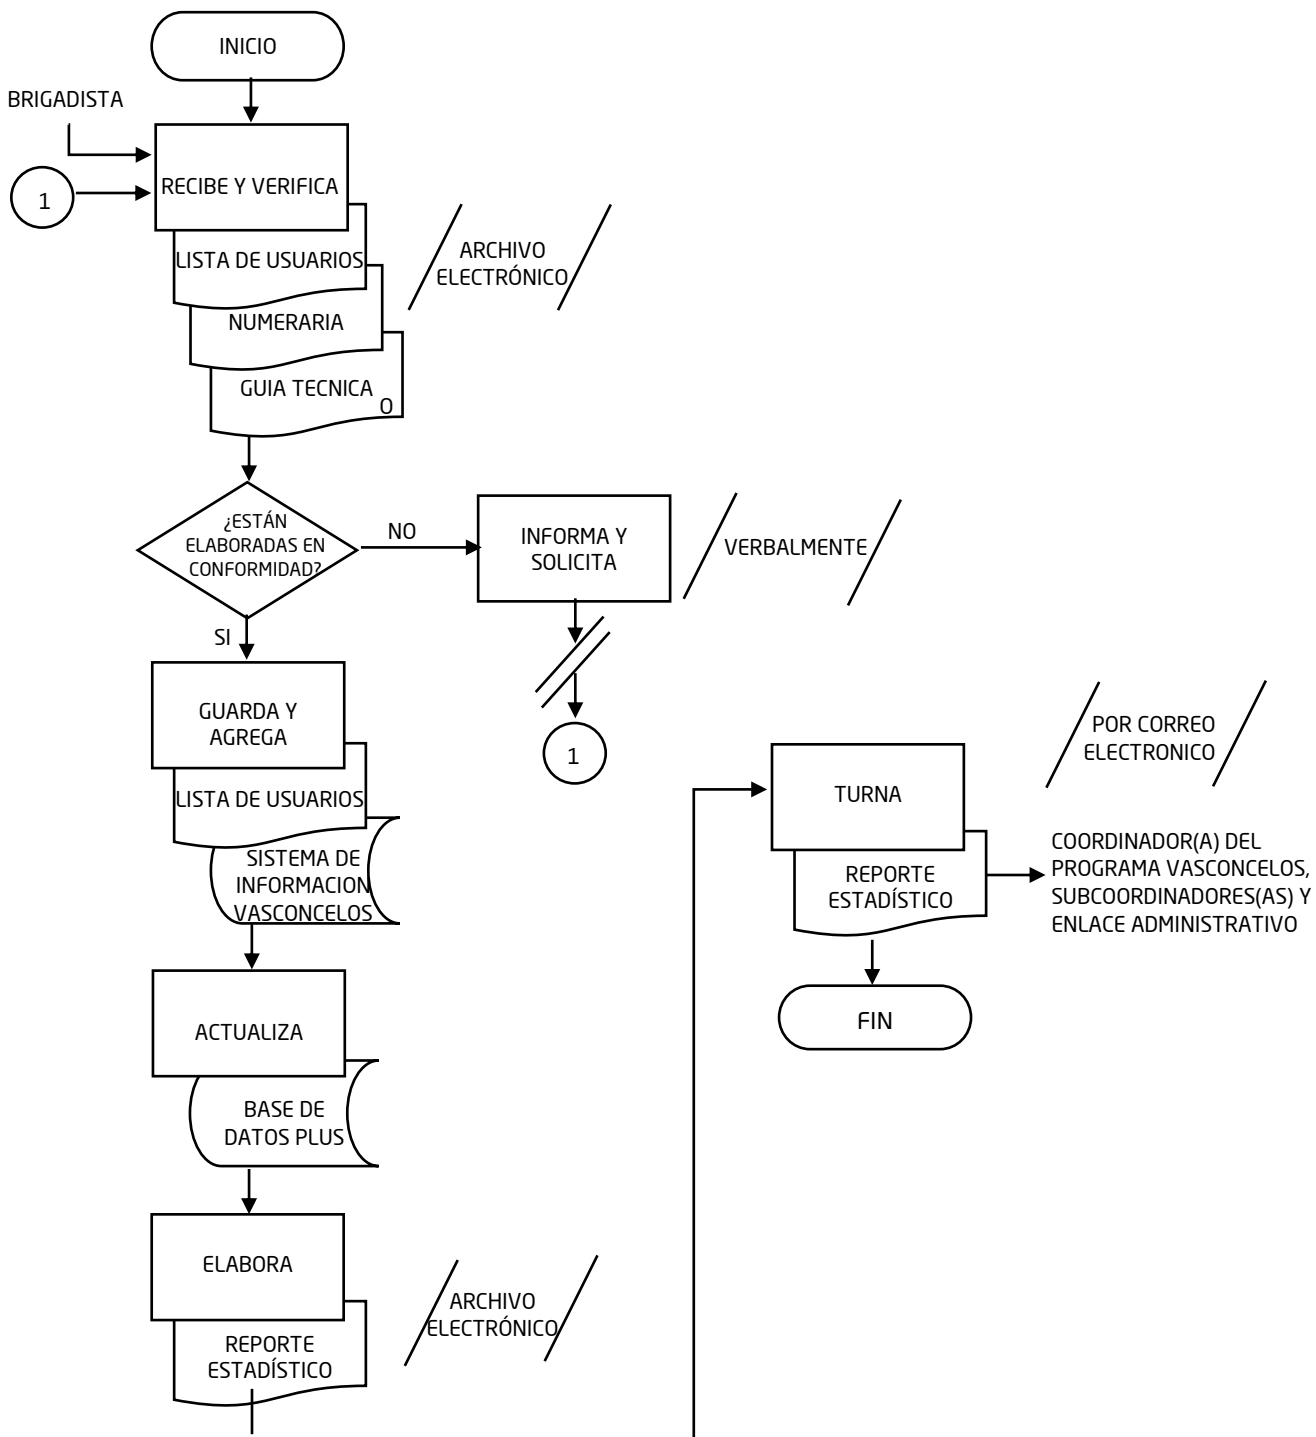 INICIO
BRIGADISTA
1
RECIBE Y VERIFICA
LISTA DE USUARIOS
NUMERARIA
GUIA TECNICA
O
ARCHIVO
ELECTRÓNICO
¿ESTÁN
ELABORADAS EN
CONFORMIDAD?
NO
INFORMA Y
SOLICITA
VERBALMENTE
1
SI
GUARDA Y
AGREGA
LISTA DE USUARIOS
SISTEMA DE
INFORMACION
VASCONCELOS
ACTUALIZA
BASE DE
DATOS PLUS
ELABORA
REPORTE
ESTADÍSTICO
ARCHIVO
ELECTRÓNICO
TURNA
REPORTE
ESTADÍSTICO
POR CORREO
ELECTRONICO
COORDINADOR(A) DEL
PROGRAMA VASCONCELOS,
SUBCOORDINADORES(AS) Y
ENLACE ADMINISTRATIVO
FIN